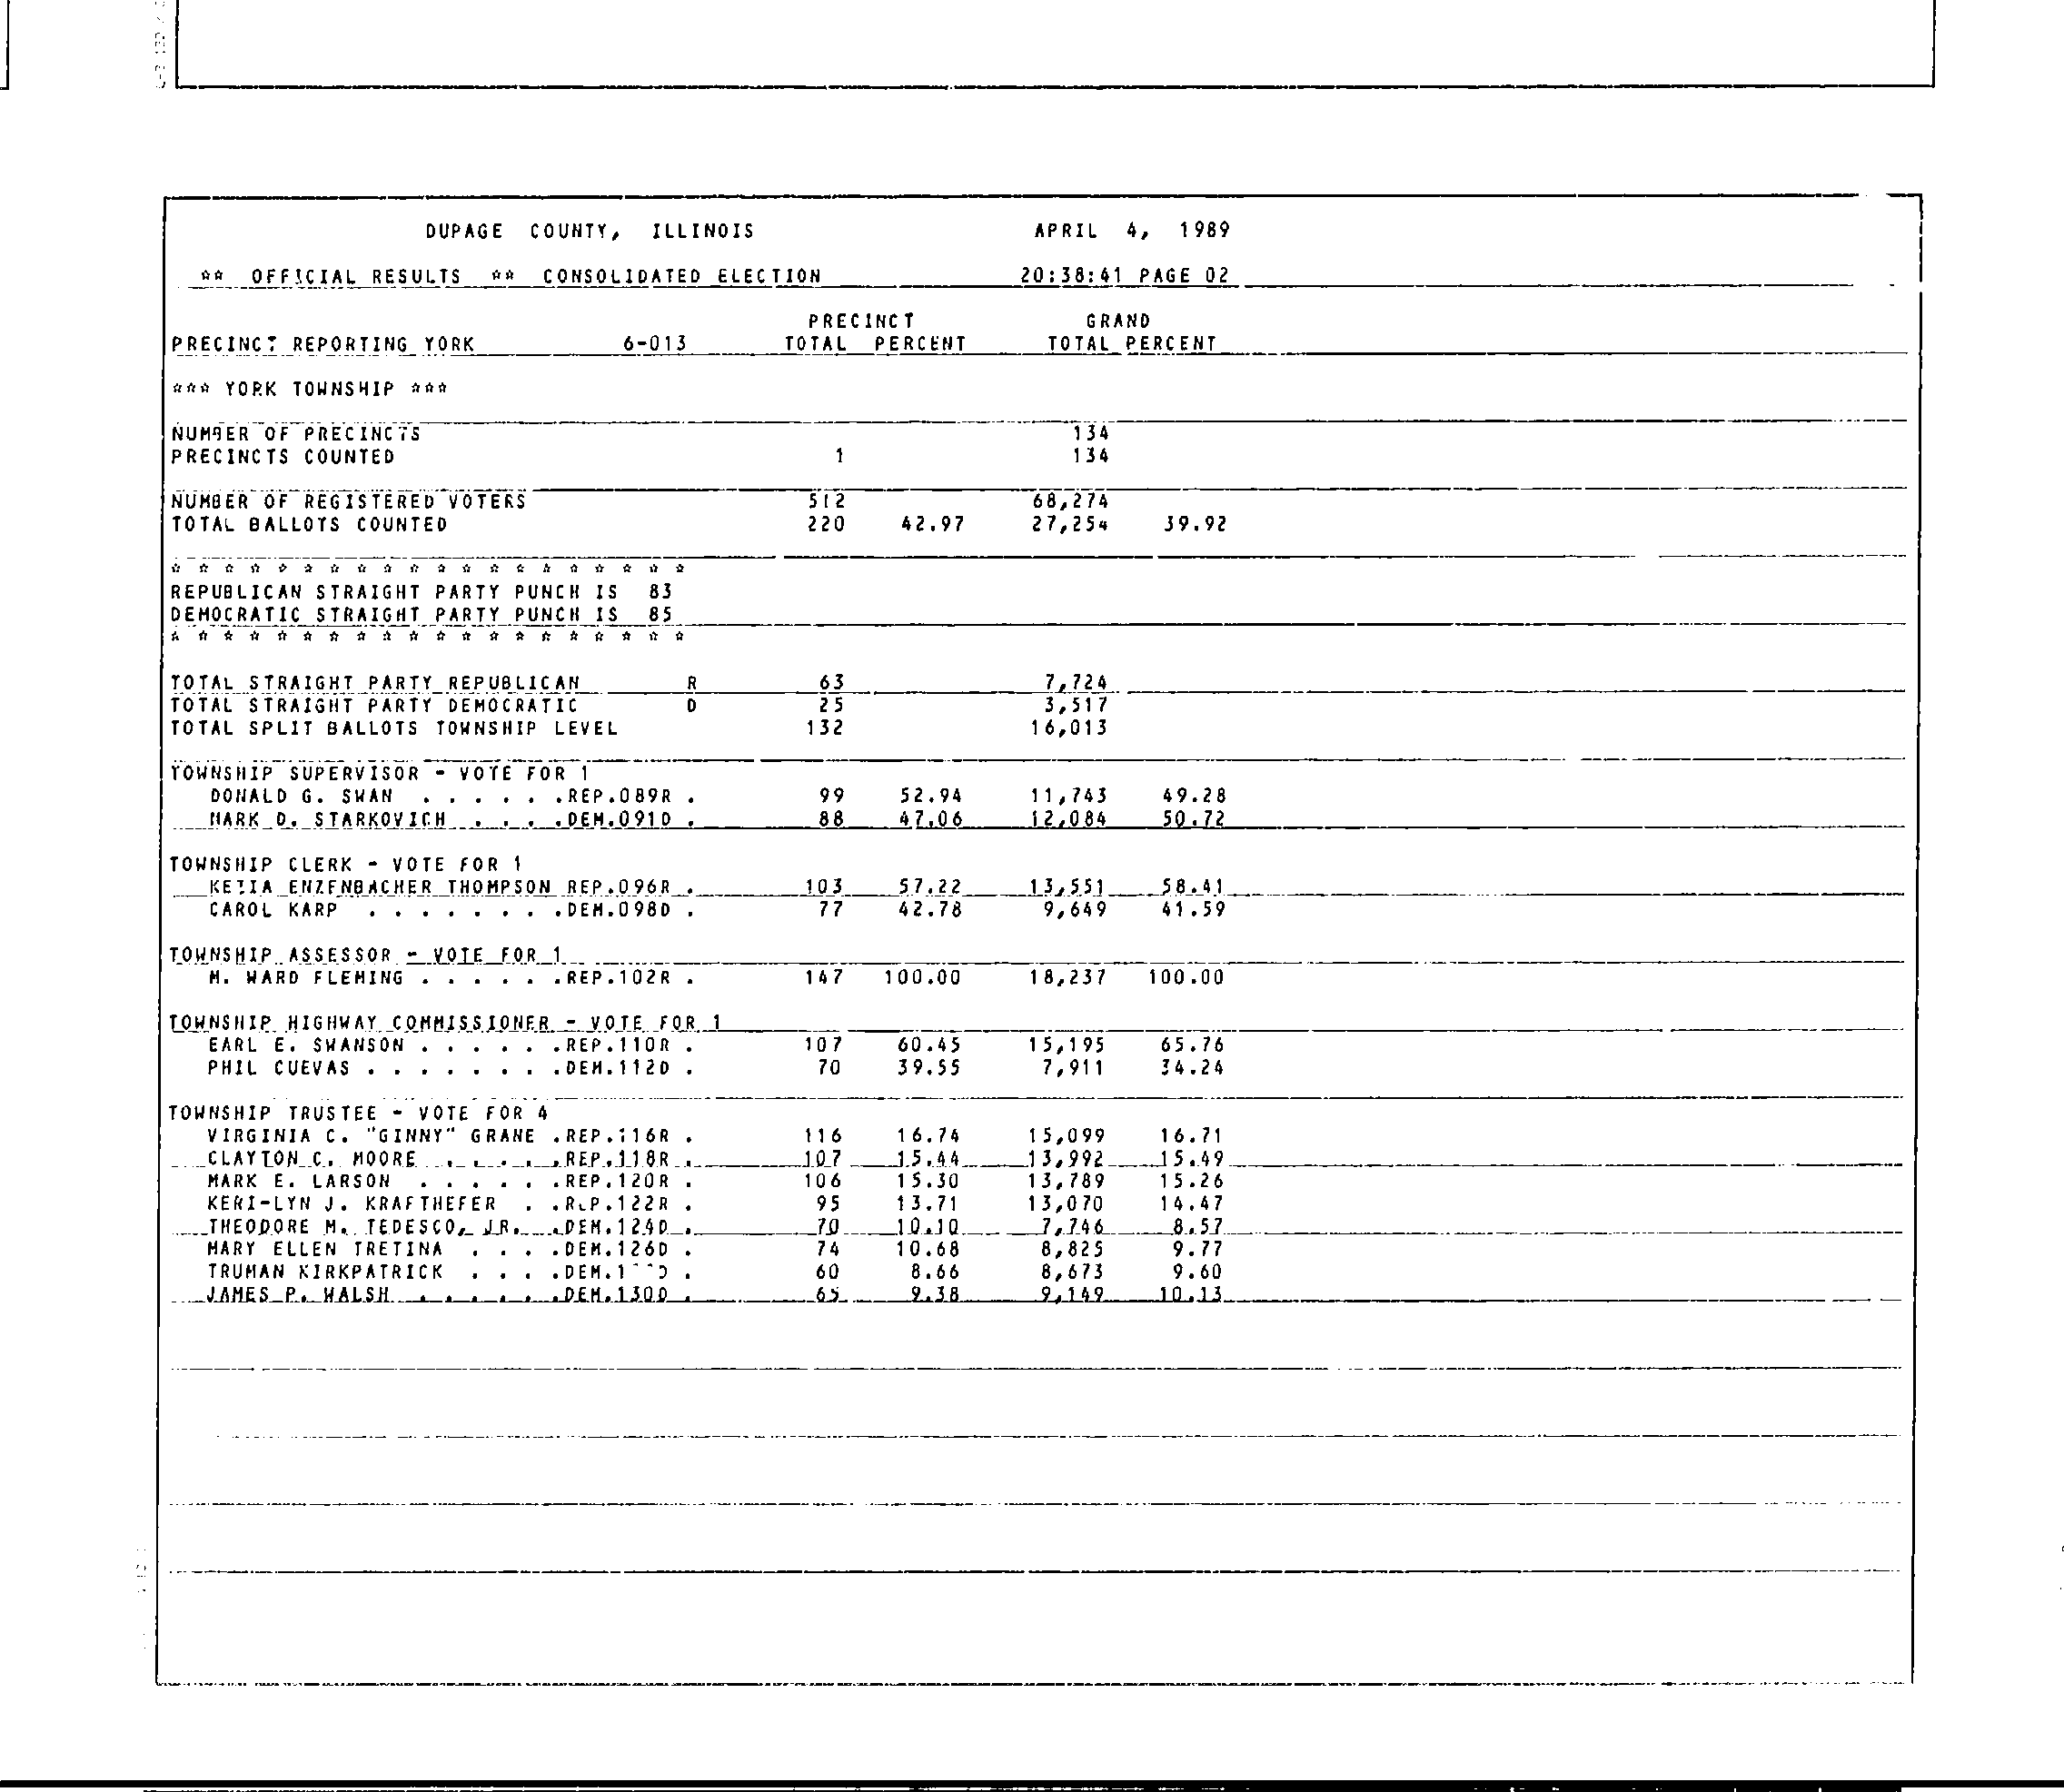 DUPAGE COUNTY, ILLINOIS APRIL 4, 1989
** OFFICIAL RESULTS ** CONSOLIDATED ELECTION 20:38:41 PAGE 02
PRECINCT GRAND
PRECINCT REPORTING YORK 6-013 TOTAL PERCENT TOTAL PERCENT
*** YORK TOWNSHIP ***
NUMBER OF PRECINCTS 134
PRECINCTS COUNTED 1 134
NUMBER OF REGISTERED VOTERS 512 68,274
TOTAL BALLOTS COUNTED 220 42.97 27,254 39.92
* * * * * * * * * * * * * * * * * * * *
REPUBLICAN STRAIGHT PARTY PUNCH IS 83
DEMOCRATIC STRAIGHT PARTY PUNCH IS 85
* * * * * * * * * * * * * * * * * * * *
TOTAL STRAIGHT PARTY REPUBLICAN R 63 7,724
TOTAL STRAIGHT PARTY DEMOCRATIC D 25 3,517
TOTAL SPLIT BALLOTS TOWNSHIP LEVEL 132 16,013
TOWNSHIP SUPERVISOR - VOTE FOR 1
DONALD G. SWAN . . . . . .REP.089R . 99 52.94 11,743 49.28
MARK D. STARKOVICH . . . .DEM.091D . 88 47.06 12,084 50.72
TOWNSHIP CLERK - VOTE FOR 1
KEZIA ENZENBACHER THOMPSON REP.096R . 103 57.22 13,551 58.41
CAROL KARP . . . . . . . .DEM.098D . 77 42.78 9,649 41.59
TOWNSHIP ASSESSOR - VOTE FOR 1
M. WARD FLEMING . . . . . .REP.102R . 147 100.00 18,237 100.00
TOWNSHIP HIGHWAY COMMISSIONER - VOTE FOR 1
EARL E. SWANSON . . . . . .REP.110R . 107 60.45 15,195 65.76
PHIL CUEVAS . . . . . . . .DEM.112D . 70 39.55 7,911 34.24
TOWNSHIP TRUSTEE - VOTE FOR 4
VIRGINIA C. "GINNY" GRANE .REP.116R . 116 16.74 15,099 16.71
CLAYTON C. MOORE . . . . . .REP.118R . 107 15.44 13,992 15.49
MARK E. LARSON . . . . . .REP.120R . 106 15.30 13,789 15.26
KERI-LYN J. KRAFTHEFER . .REP.122R . 95 13.71 13,070 14.47
THEODORE M. TEDESCO, JR. .DEM.124D . 70 10.10 7,746 8.57
MARY ELLEN TRETINA . . . .DEM.126D . 74 10.68 8,825 9.77
TRUMAN KIRKPATRICK . . . . 60 8.66 8,673 9.60
JAMES P. WALSH . . . . . .DEM.130D . 65 9.38 9,149 10.13